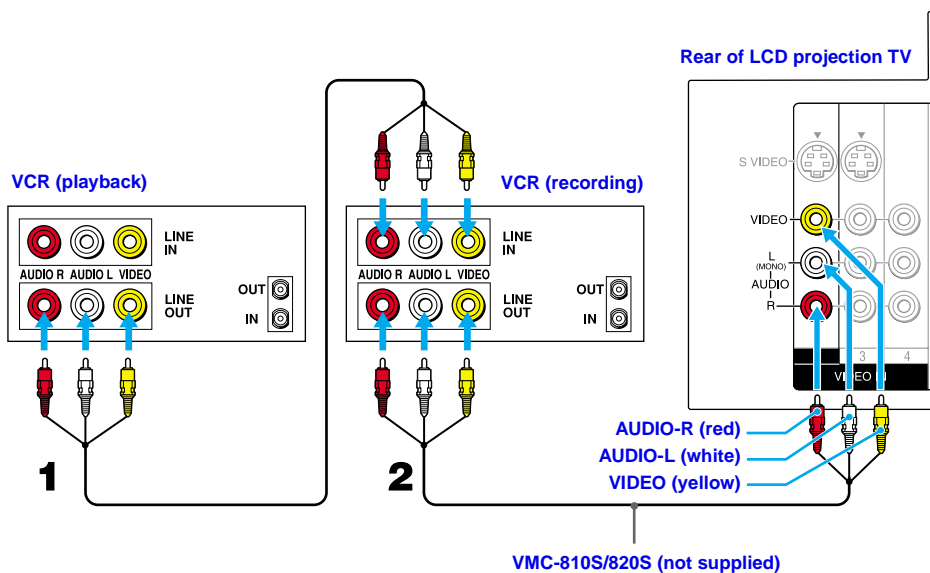 Rear of LCD projection TV
S VIDEO
VCR (playback)
VCR (recording)
VIDEO
LINE
IN
LINE
IN
L
(MONO)
AUDIO
R
AUDIO R AUDIO L VIDEO
AUDIO R AUDIO L VIDEO
OUT
LINE
OUT
IN
OUT
LINE
OUT
IN
3
4
VIDEO IN
AUDIO-R (red)
AUDIO-L (white)
VIDEO (yellow)
1
2
VMC-810S/820S (not supplied)